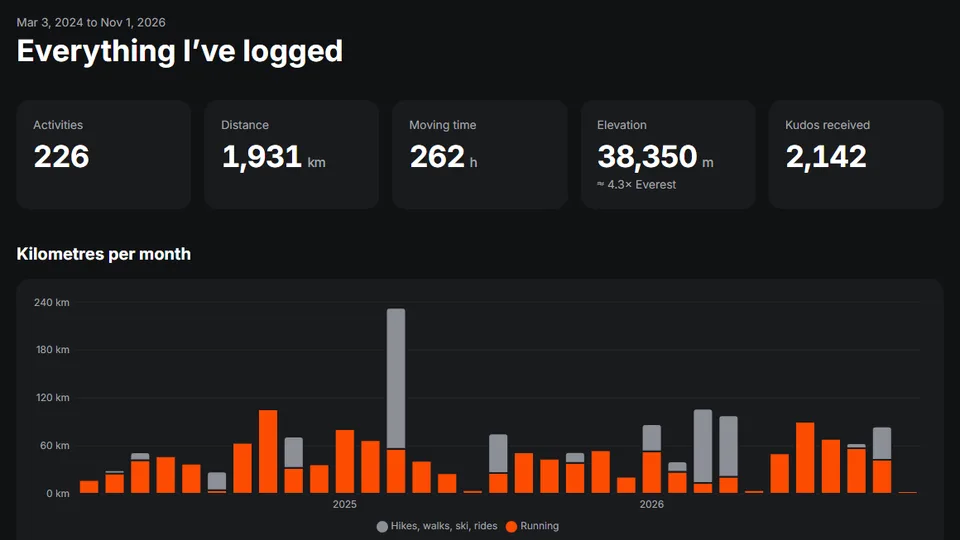 Mar 3, 2024 to Nov 1, 2026
Everything I’ve logged
Activities
226
Distance
1,931 km
Moving time
262 h
Elevation
38,350 m
≈ 4.3× Everest
Kudos received
2,142
Kilometres per month
240 km
180 km
120 km
60 km
0 km
2025
2026
Hikes, walks, ski, rides
Running